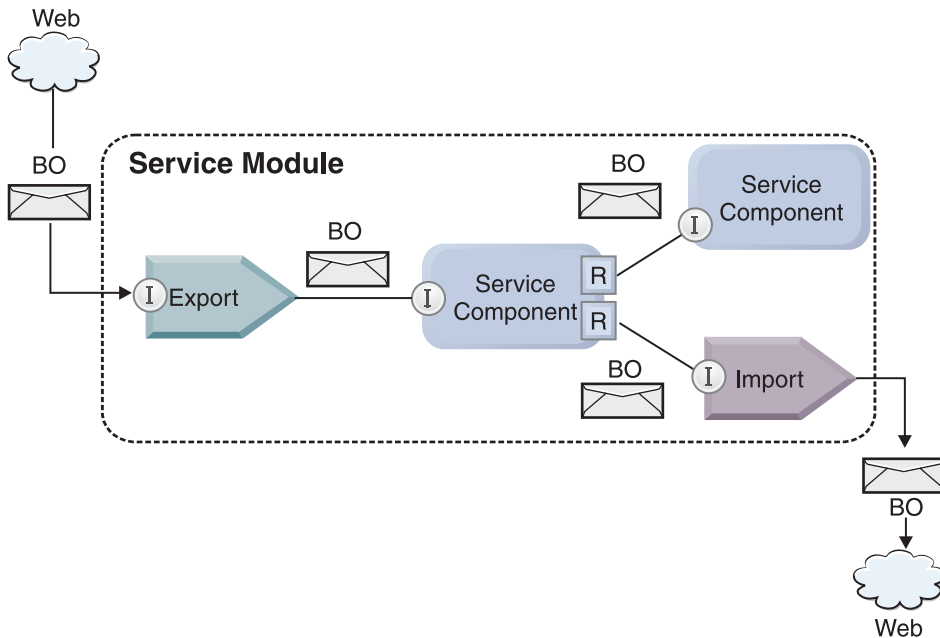 Web
BO
Service Module
BO
Service
Component
I
BO
I
Export
I
Service
Component
R
R
BO
I
Import
BO
Web